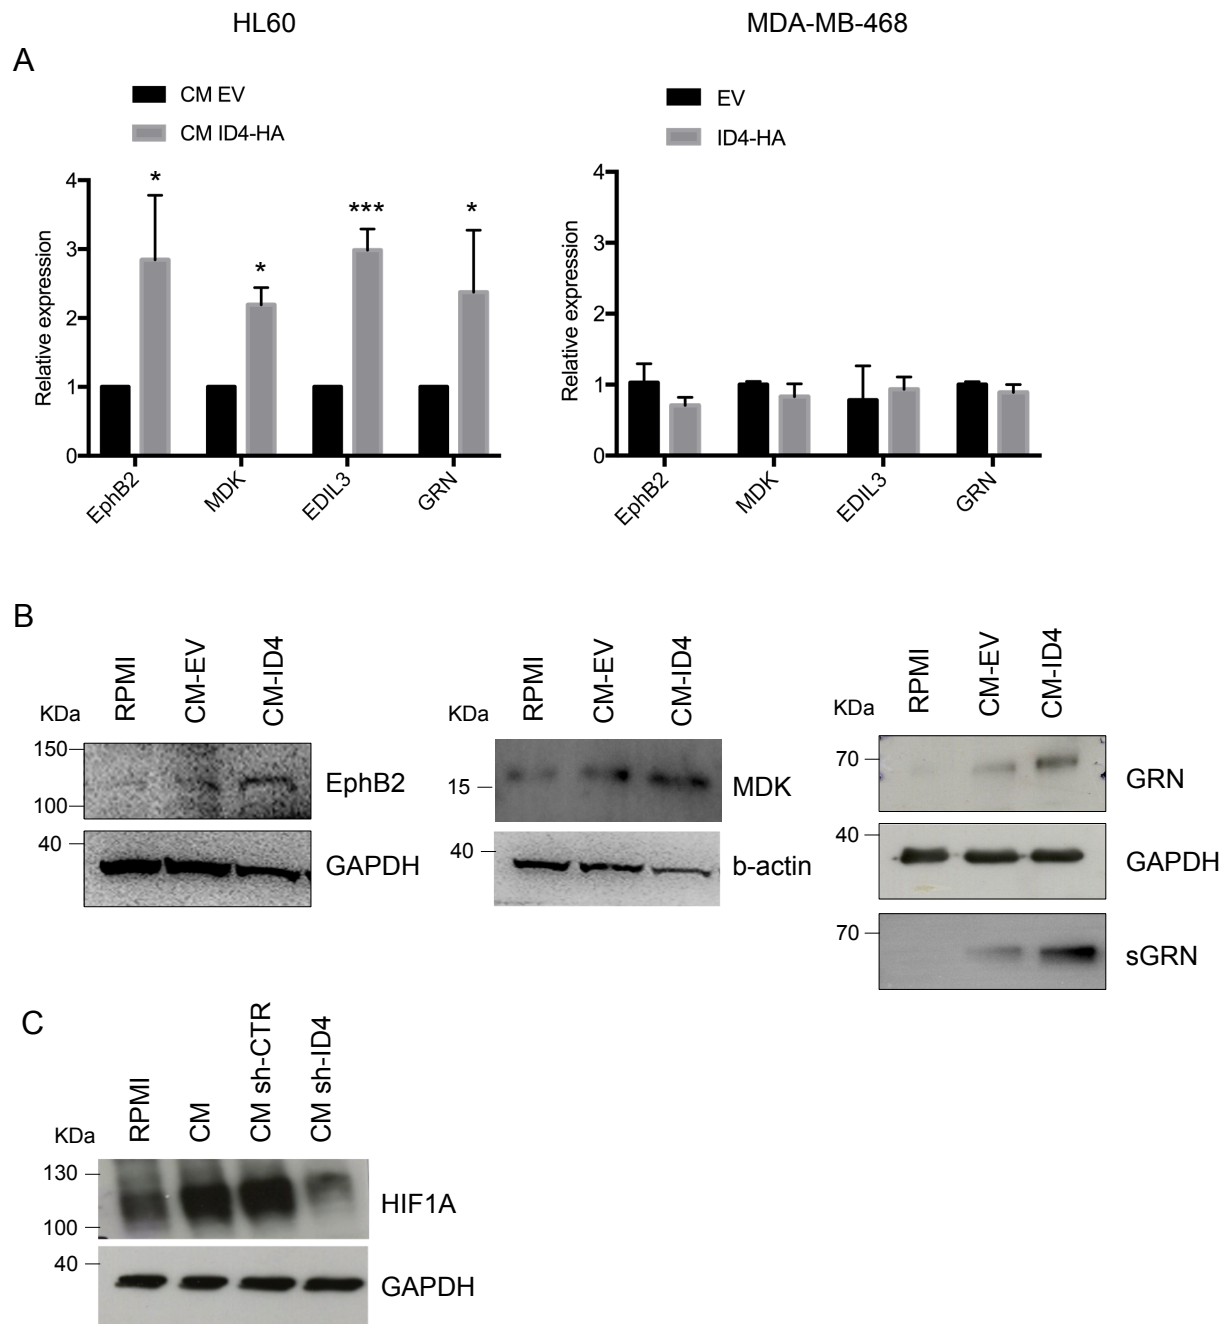 HL60
MDA-MB-468
A
CM EV
CM ID4-HA
EV
ID4-HA
Relative expression
4
3
2
1
0
* * *** *
EphB2 MDK EDIL3 GRN
Relative expression
4
3
2
1
0
EphB2 MDK EDIL3 GRN
B
KDa RPMI CM-EV CM-ID4
150
100
EphB2
40
GAPDH
KDa RPMI CM-EV CM-ID4
15
MDK
40
b-actin
KDa RPMI CM-EV CM-ID4
70
GRN
40
GAPDH
70
sGRN
C
KDa RPMI CM CM sh-CTR CM sh-ID4
130
100
HIF1A
40
GAPDH